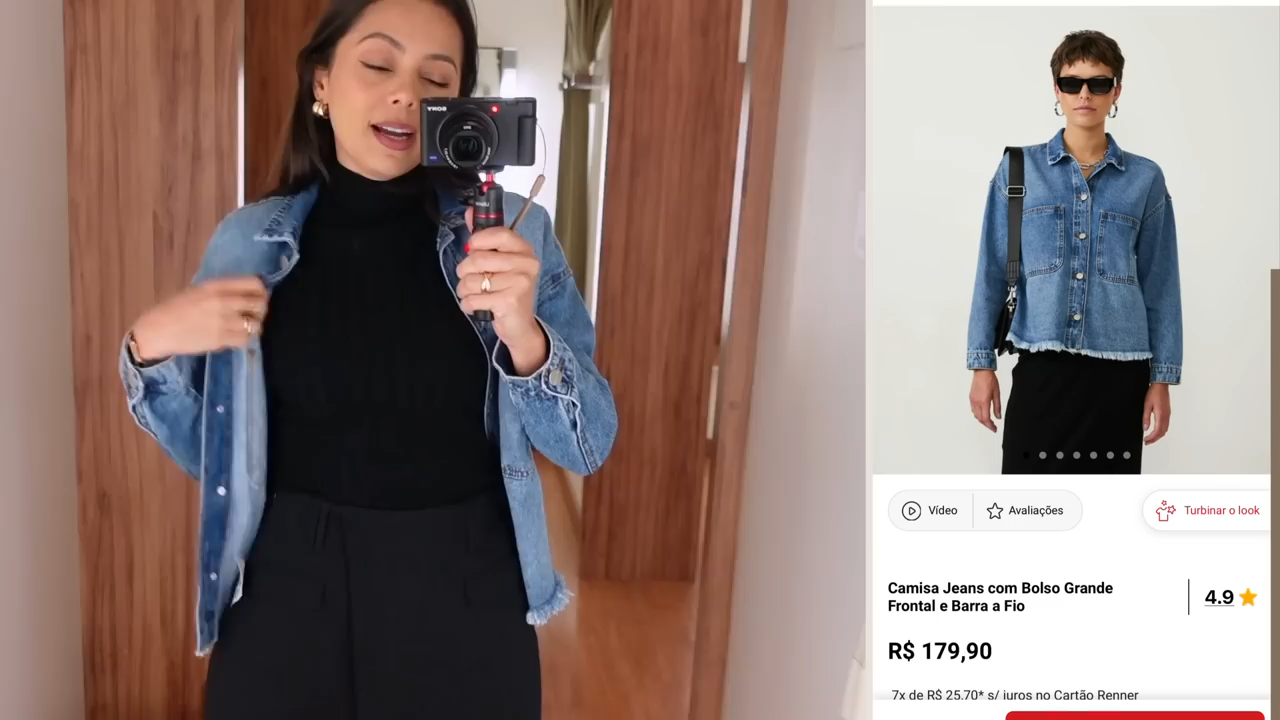 SONY
Vídeo
Avaliações
Turbinar o look
Camisa Jeans com Bolso Grande
Frontal e Barra a Fio
4.9
R$ 179,90
7x de R$ 25,70* s/ juros no Cartão Renner